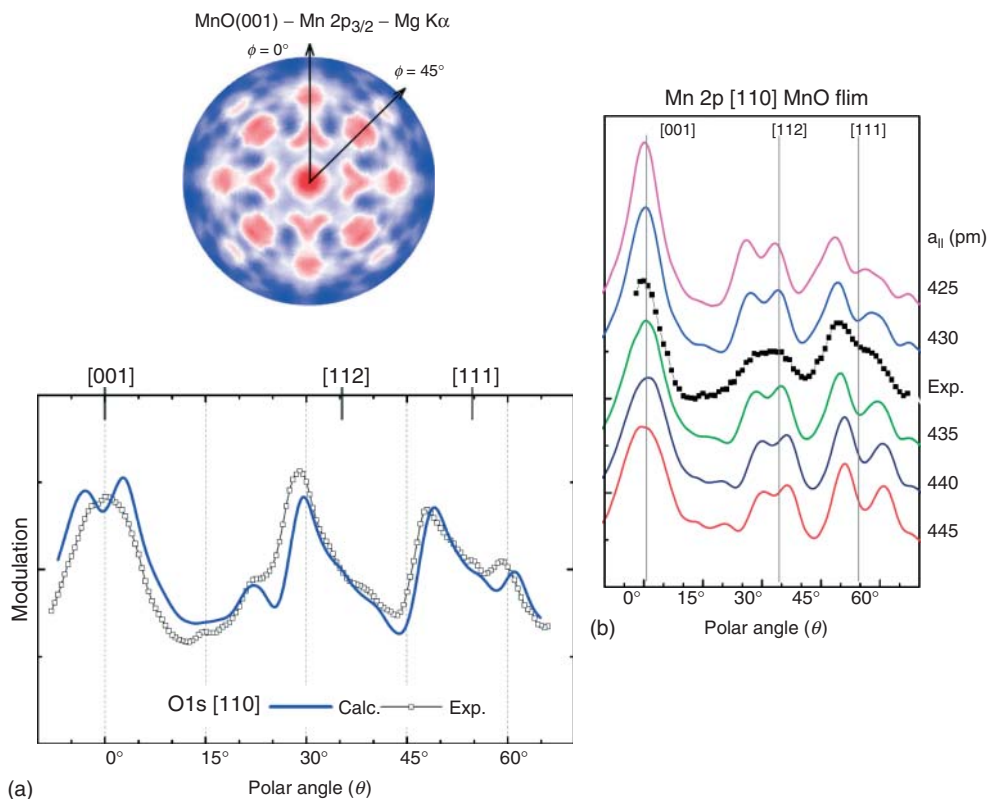 MnO(001) – Mn 2p3/2 – Mg Kα
ϕ = 0°
ϕ = 45°
[001] [112] [111]
Modulation
O1s [110] Calc. Exp.
0° 15° 30° 45° 60°
Polar angle (θ)
(a)
Mn 2p [110] MnO flim
[001] [112] [111]
a|| (pm)
425
430
Exp.
435
440
445
0° 15° 30° 45° 60°
Polar angle (θ)
(b)